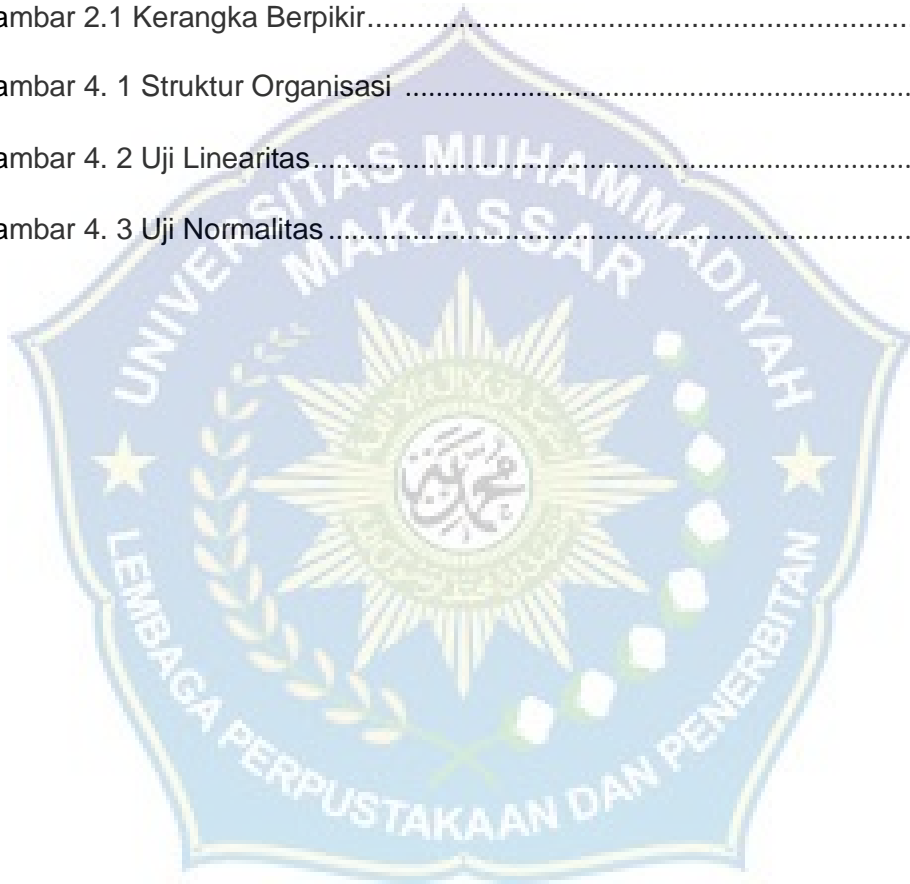 ambar 2.1 Kerangka Berpikir....................................................................
ambar 4. 1 Struktur Organisasi ................................................................
ambar 4. 2 Uji Linearitas...........................................................................
ambar 4. 3 Uji Normalitas.........................................................................
UNIVERSITAS MUHAMMADIYAH
MAKASSAR
LEMBAGA PERPUSTAKAAN DAN PENERBITAN